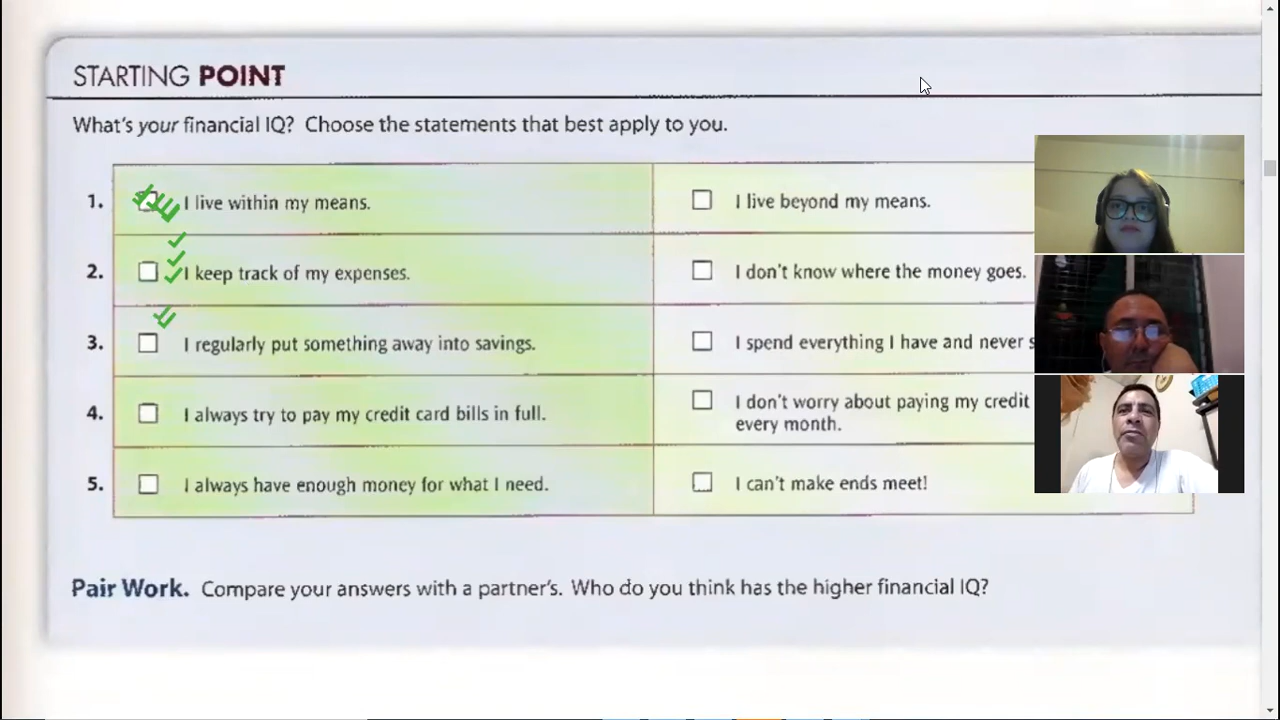 STARTING POINT
What's your financial IQ? Choose the statements that best apply to you.
1. I live within my means. I live beyond my means.
2. I keep track of my expenses. I don't know where the money goes.
3. I regularly put something away into savings. I spend everything I have and never
4. I always try to pay my credit card bills in full. I don't worry about paying my credit
every month.
5. I always have enough money for what I need. I can't make ends meet!
Pair Work. Compare your answers with a partner's. Who do you think has the higher financial IQ?